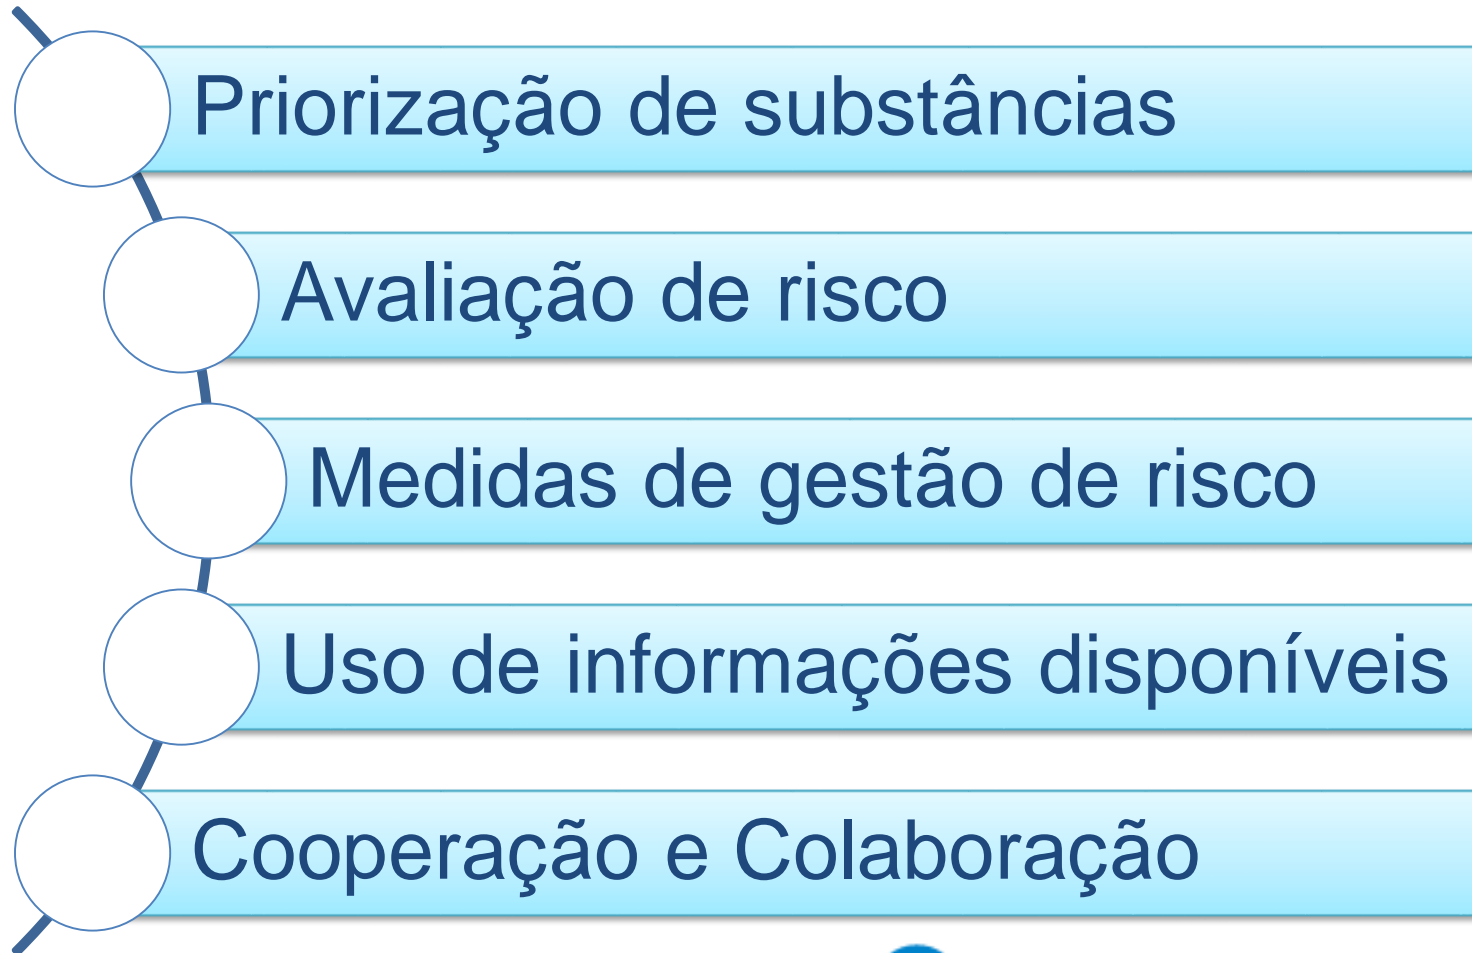 Priorização de substâncias
Avaliação de risco
Medidas de gestão de risco
Uso de informações disponíveis
Cooperação e Colaboração